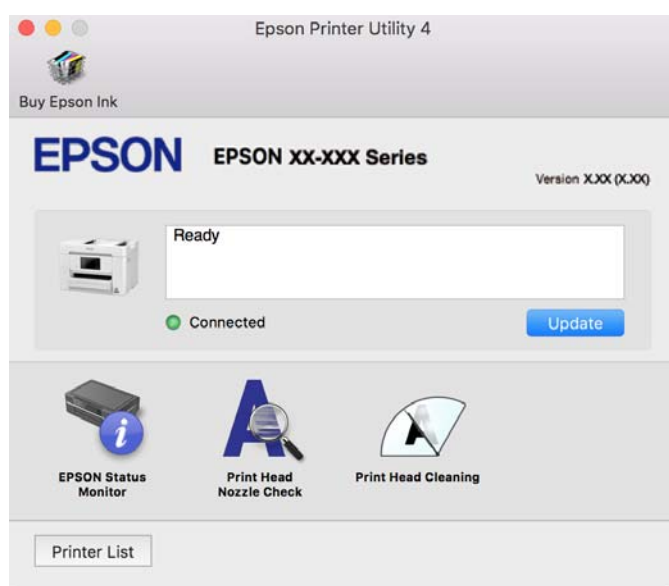 Epson Printer Utility 4
Buy Epson Ink
EPSON
EPSON XX-XXX Series
Version X.XX (X.XX)
Ready
Connected
Update
EPSON Status
Monitor
Print Head
Nozzle Check
Print Head Cleaning
Printer List